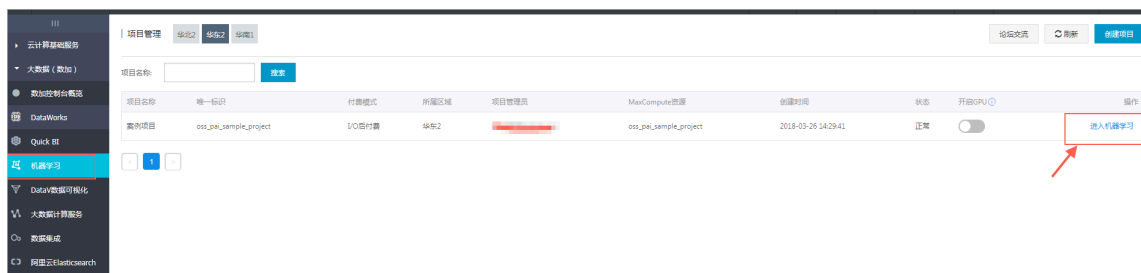 项目管理 华北2 华东2 华南1 论坛交流 刷新 创建项目
云计算基础服务
大数据（数加）
项目名称: 搜索
数加控制台概览
项目名称 唯一标识 付费模式 所属区域 项目管理员 MaxCompute资源 创建时间 状态 开启GPU 操作
DataWorks
案例项目 oss_pai_sample_project I/O后付费 华东2 oss_pai_sample_project 2018-03-26 14:29:41 正常 进入机器学习
Quick BI
机器学习
< 1 >
DataV数据可视化
大数据计算服务
数据集成
阿里云Elasticsearch